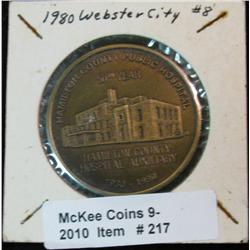 1980 Webster City #8
HAMILTON COUNTY PUBLIC HOSPITAL
50TH YEAR
HAMILTON COUNTY
HOSPITAL AUXILIARY
McKee Coins 9-
2010 Item # 217